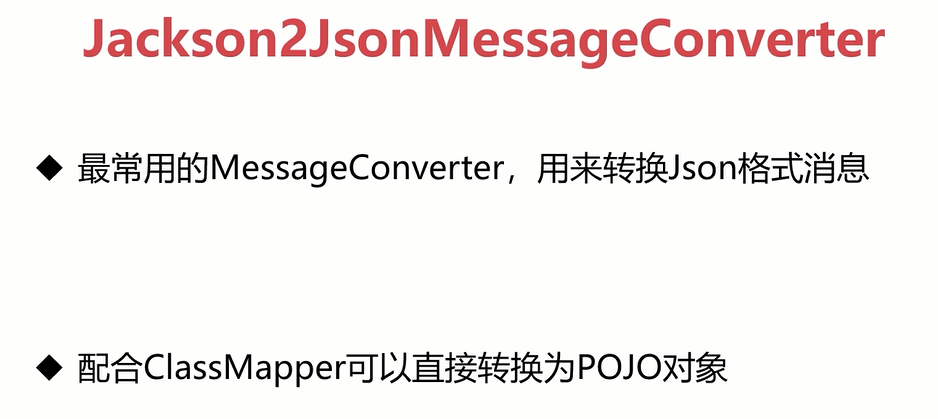 Jackson2JsonMessageConverter
◆ 最常用的MessageConverter，用来转换Json格式消息
◆ 配合ClassMapper可以直接转换为POJO对象